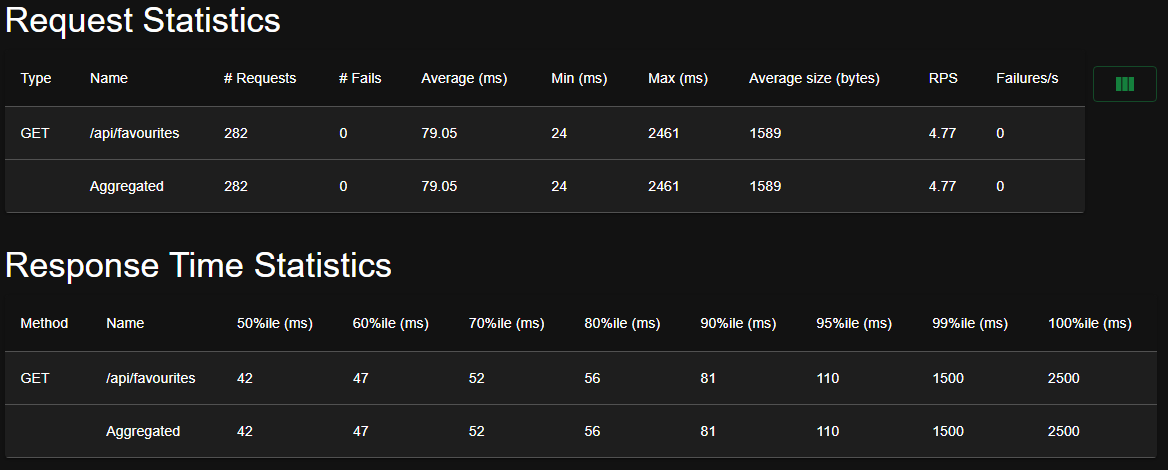 Request Statistics
Type Name # Requests # Fails Average (ms) Min (ms) Max (ms) Average size (bytes) RPS Failures/s
GET /api/favourites 282 0 79.05 24 2461 1589 4.77 0
Aggregated 282 0 79.05 24 2461 1589 4.77 0
Response Time Statistics
Method Name 50%ile (ms) 60%ile (ms) 70%ile (ms) 80%ile (ms) 90%ile (ms) 95%ile (ms) 99%ile (ms) 100%ile (ms)
GET /api/favourites 42 47 52 56 81 110 1500 2500
Aggregated 42 47 52 56 81 110 1500 2500